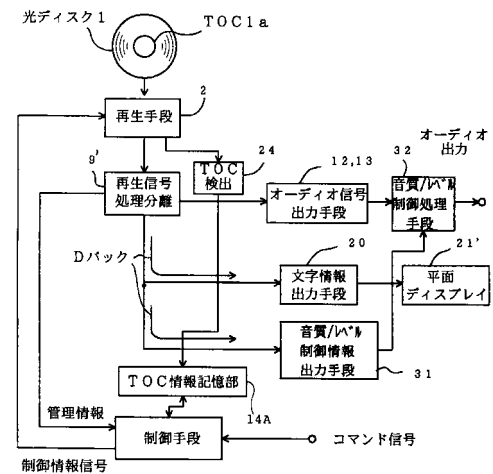 光ディスク1
TOC1a
2
再生手段
9'
再生信号
処理分離
24
TOC
検出
12,13
オーディオ信号
出力手段
32
オーディオ
出力
音質/レベル
制御処理
手段
Dパック
20
文字情報
出力手段
21'
平面
ディスプレイ
音質/レベル
制御情報
出力手段
31
TOC情報記憶部
14A
管理情報
制御手段
コマンド信号
制御情報信号